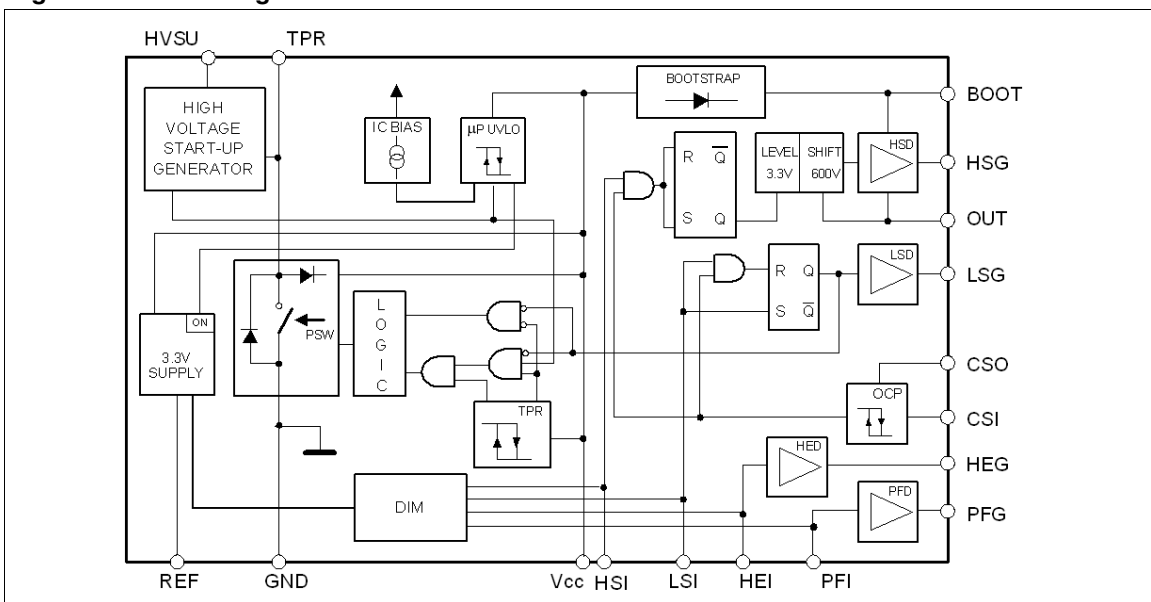 HVSU TPR
HIGH
VOLTAGE
START-UP
GENERATOR
IC BIAS
µP UVLO
BOOTSTRAP
BOOT
R Q
S Q
LEVEL SHIFT
3.3V 600V
HSD
HSG
OUT
R Q
S Q
LSD
LSG
ON
3.3V
SUPPLY
PSW
L
O
G
I
C
TPR
CSO
OCP
CSI
HED
HEG
DIM
PFD
PFG
REF GND Vcc HSI LSI HEI PFI